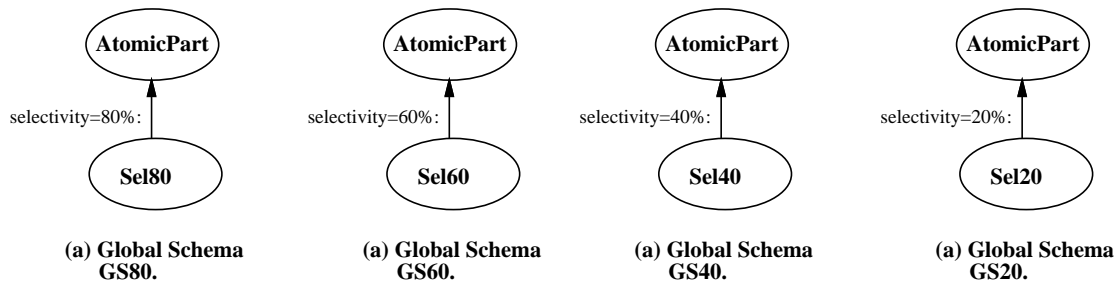 AtomicPart AtomicPart AtomicPart AtomicPart
selectivity=80%: selectivity=60%: selectivity=40%: selectivity=20%:
Sel80 Sel60 Sel40 Sel20
(a) Global Schema (a) Global Schema (a) Global Schema (a) Global Schema
GS80. GS60. GS40. GS20.